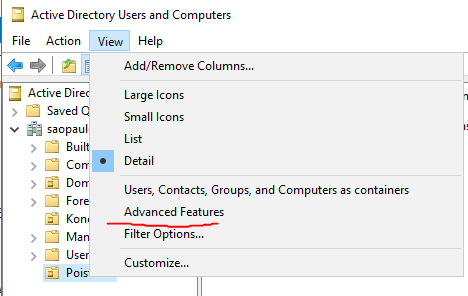 Active Directory Users and Computers
File Action View Help
Add/Remove Columns...
Large Icons
Small Icons
List
Detail
Users, Contacts, Groups, and Computers as containers
Advanced Features
Filter Options...
Customize...
Active Direct
Saved Q
saopaul
Built
Com
Dom
Fore
Kon
Man
User
Poist